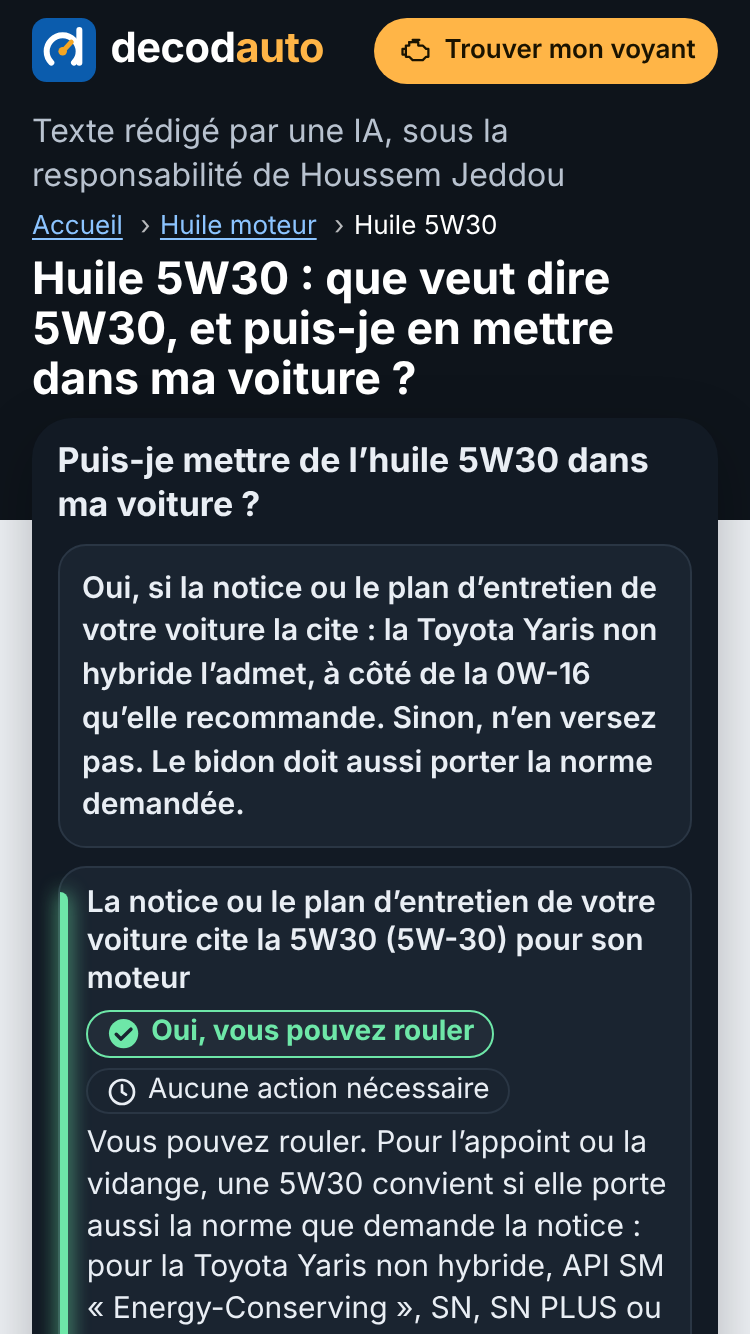 decodauto
Trouver mon voyant
Texte rédigé par une IA, sous la
responsabilité de Houssem Jeddou
Accueil › Huile moteur › Huile 5W30
Huile 5W30 : que veut dire
5W30, et puis-je en mettre
dans ma voiture ?
Puis-je mettre de l’huile 5W30 dans
ma voiture ?
Oui, si la notice ou le plan d’entretien de
votre voiture la cite : la Toyota Yaris non
hybride l’admet, à côté de la 0W-16
qu’elle recommande. Sinon, n’en versez
pas. Le bidon doit aussi porter la norme
demandée.
La notice ou le plan d’entretien de votre
voiture cite la 5W30 (5W-30) pour son
moteur
Oui, vous pouvez rouler
Aucune action nécessaire
Vous pouvez rouler. Pour l’appoint ou la
vidange, une 5W30 convient si elle porte
aussi la norme que demande la notice :
pour la Toyota Yaris non hybride, API SM
« Energy-Conserving », SN, SN PLUS ou